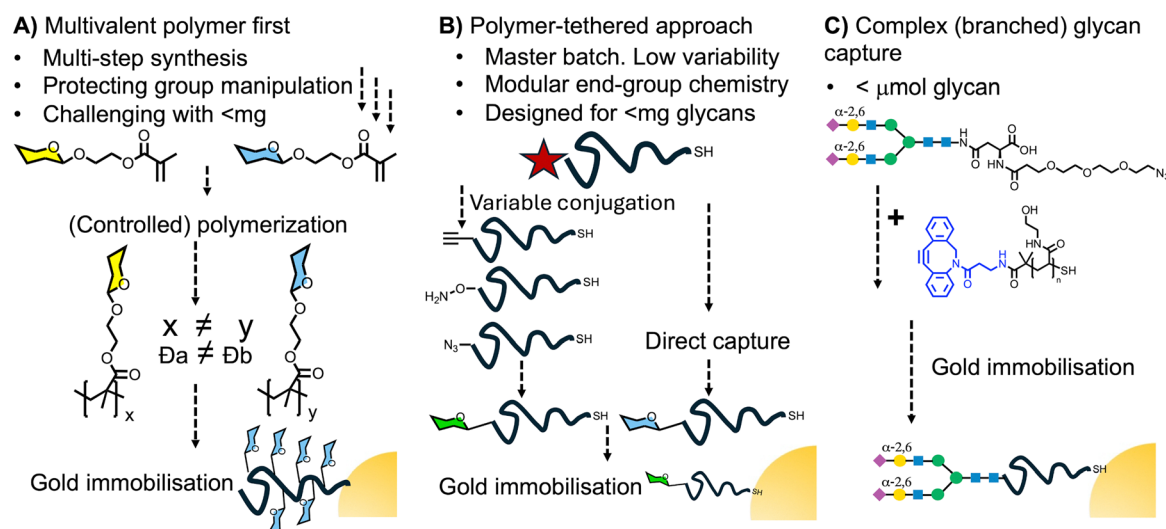 A) Multivalent polymer first
• Multi-step synthesis
• Protecting group manipulation
• Challenging with <mg
O
O
O
O
O
O
O
O
(Controlled) polymerization
O
O
O
O
O
O
O
O
x ≠ y
Đa ≠ Đb
x
y
Gold immobilisation
O
O
O
O
O
O
O
B) Polymer-tethered approach
• Master batch. Low variability
• Modular end-group chemistry
• Designed for <mg glycans
SH
Variable conjugation
SH
H₂N O
SH
N₃
SH
Direct capture
O
SH
O
SH
Gold immobilisation
O
SH
C) Complex (branched) glycan
capture
• < μmol glycan
α-2,6
α-2,6
H
N
O
O
OH
HN
O
O
O
O
N₃
+
OH
HN
O
N
O
H
N
O
SH
n
Gold immobilisation
α-2,6
α-2,6
SH